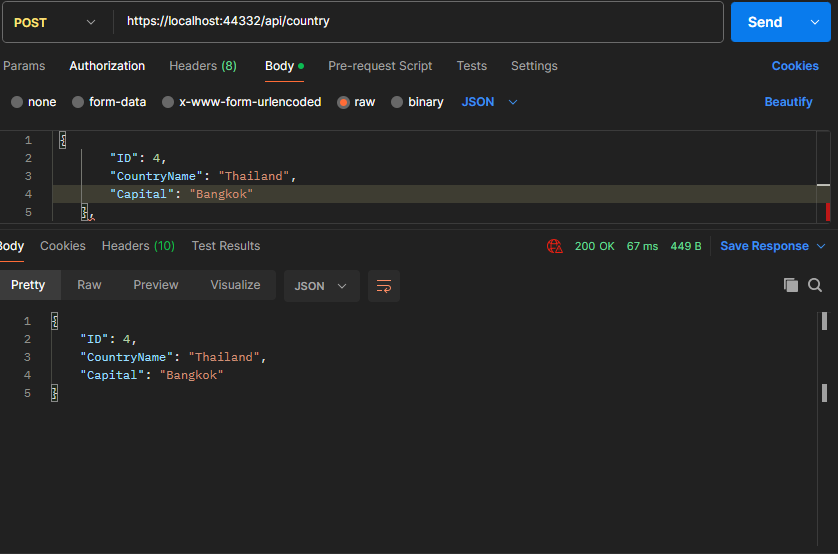 POST https://localhost:44332/api/country Send
Params Authorization Headers (8) Body Pre-request Script Tests Settings Cookies
none form-data x-www-form-urlencoded raw binary JSON Beautify
1 {
2 "ID": 4,
3 "CountryName": "Thailand",
4 "Capital": "Bangkok"
5 },
Body Cookies Headers (10) Test Results 200 OK 67 ms 449 B Save Response
Pretty Raw Preview Visualize JSON
1 {
2 "ID": 4,
3 "CountryName": "Thailand",
4 "Capital": "Bangkok"
5 }